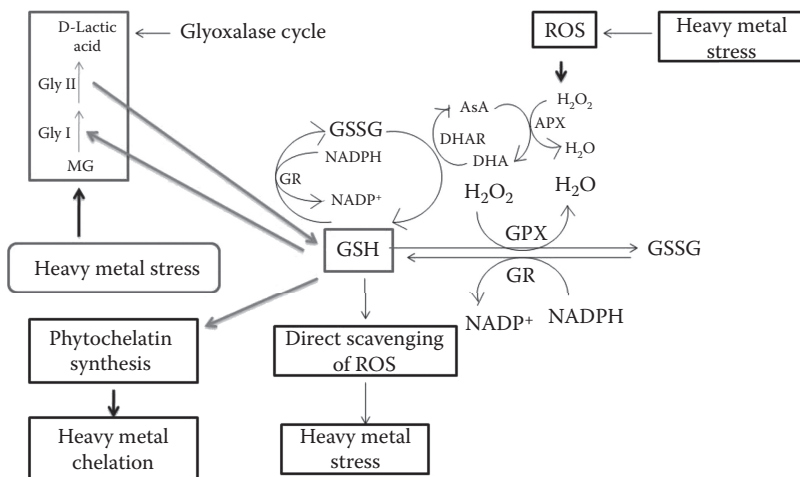 D-Lactic
acid
Glyoxalase cycle
ROS
Heavy metal
stress
Gly II
Gly I
MG
GSSG
NADPH
GR
NADP+
AsA
H2O2
APX
DHAR
DHA
H2O
H2O2
H2O
Heavy metal stress
GSH
GPX
GSSG
GR
NADP+
NADPH
Phytochelatin
synthesis
Direct scavenging
of ROS
Heavy metal
chelation
Heavy metal
stress